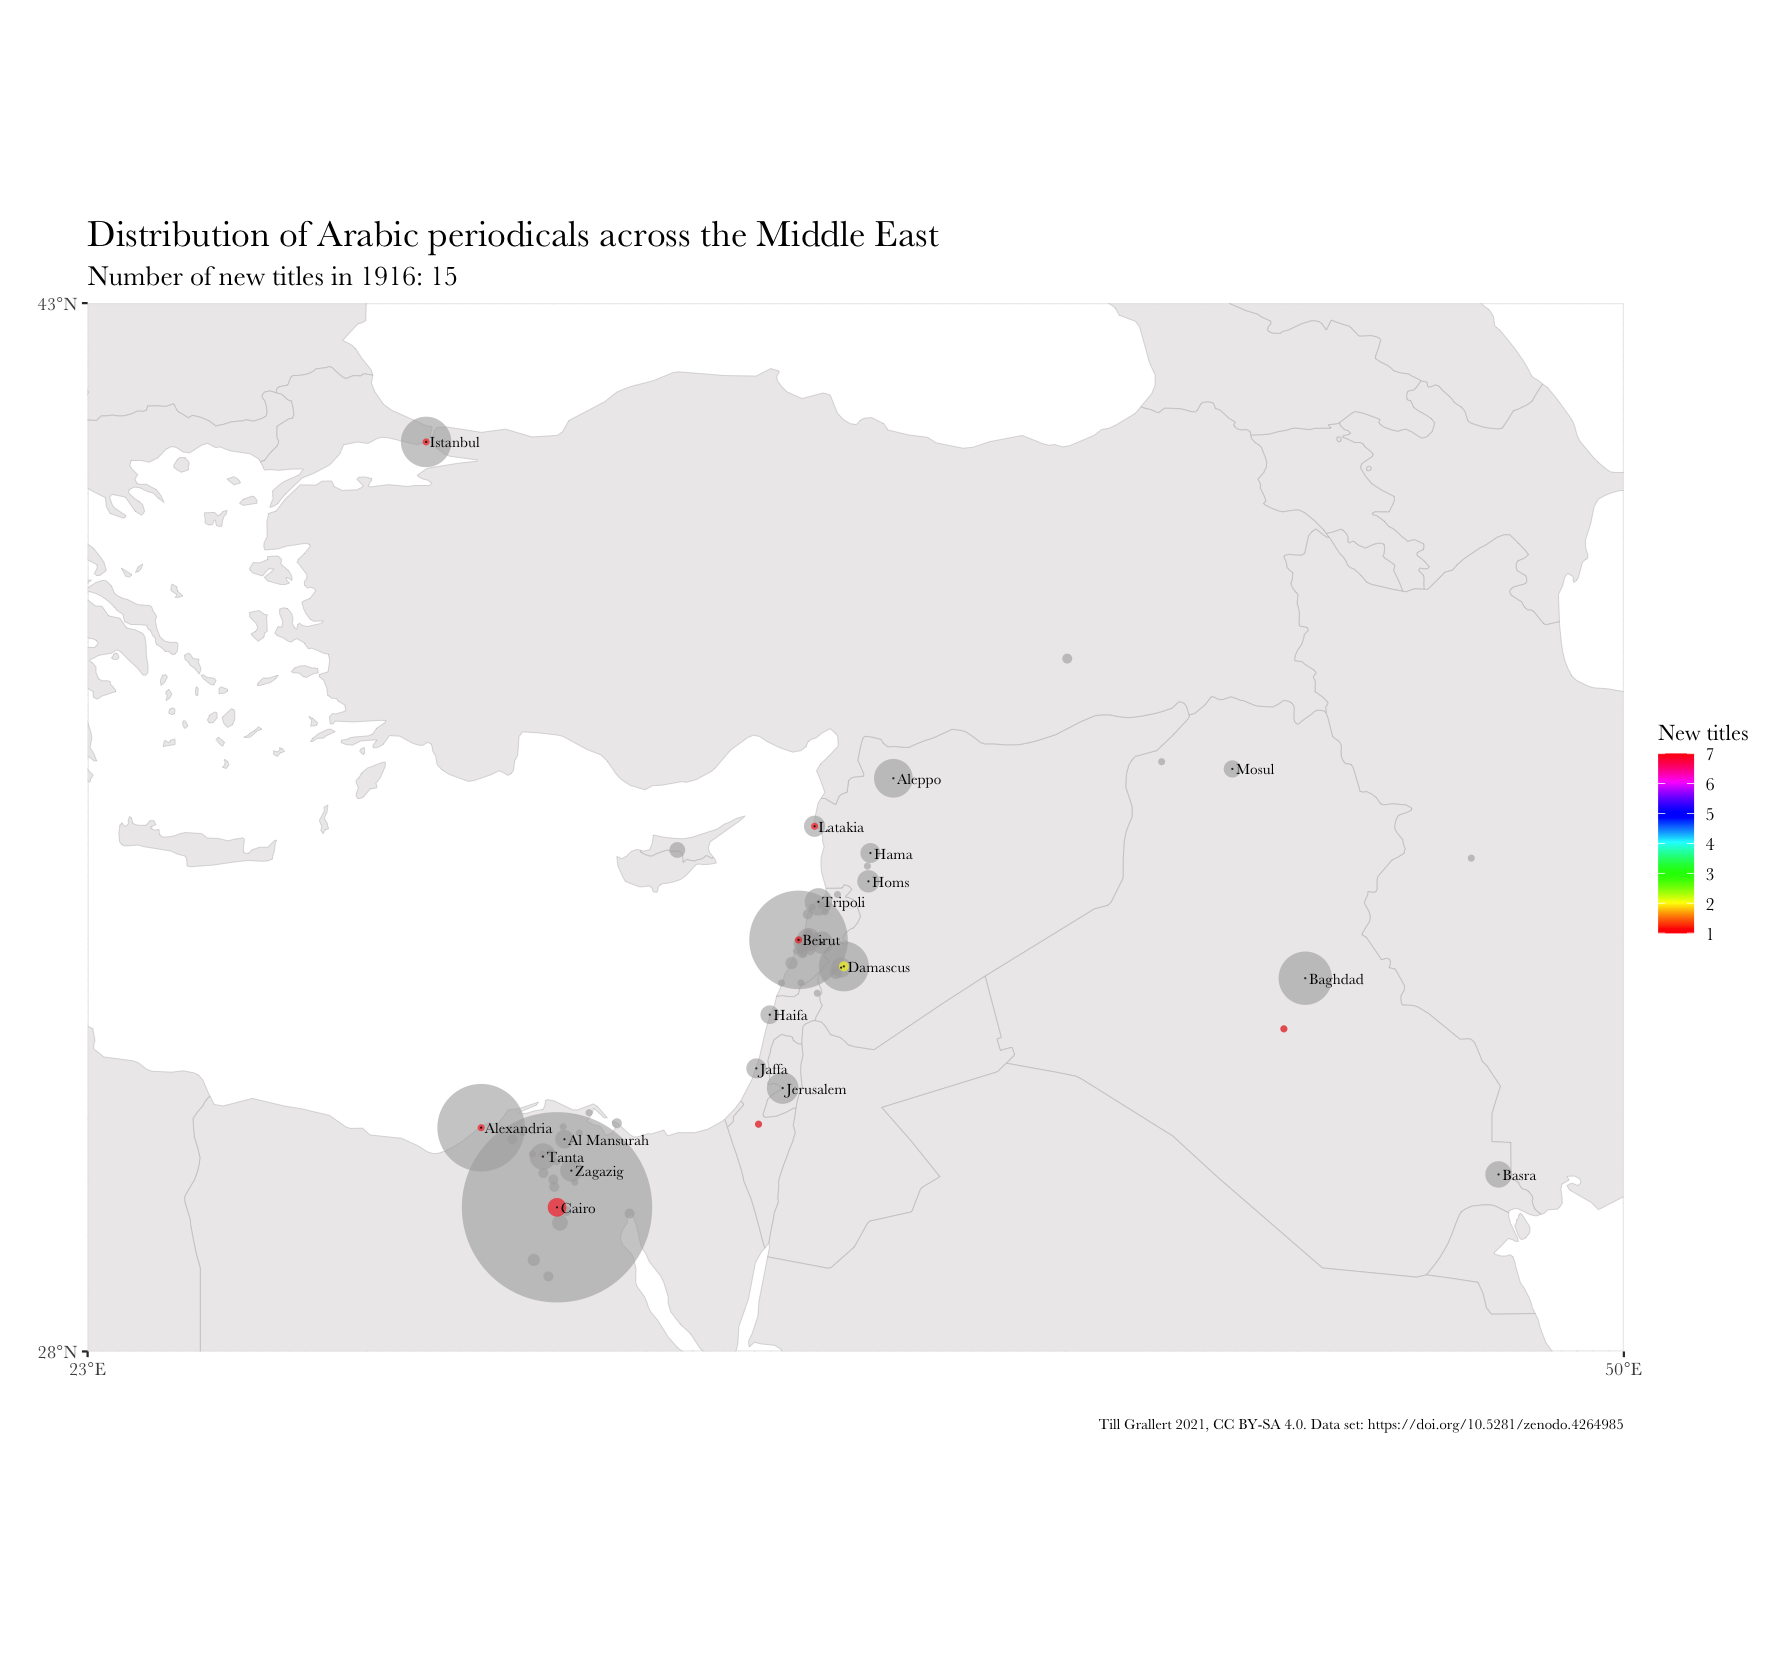 Distribution of Arabic periodicals across the Middle East
Number of new titles in 1916: 15
43°N
Istanbul
New titles
7
6
5
4
3
2
1
Aleppo
Mosul
Latakia
Hama
Homs
Tripoli
Beirut
Damascus
Baghdad
Haifa
Jaffa
Jerusalem
Alexandria
Al Mansurah
Tanta
Zagazig
Basra
Cairo
28°N
23°E
50°E
Till Grallert 2021, CC BY-SA 4.0. Data set: https://doi.org/10.5281/zenodo.4264985